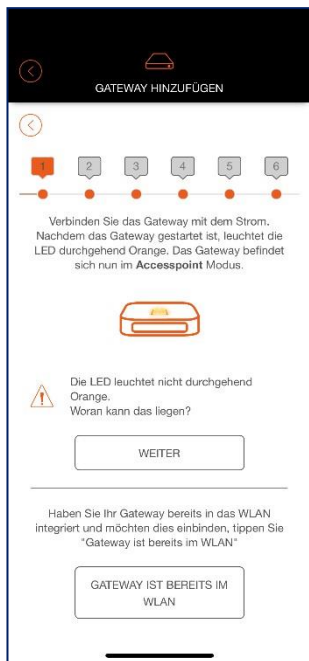 GATEWAY HINZUFÜGEN
1 2 3 4 5 6
Verbinden Sie das Gateway mit dem Strom.
Nachdem das Gateway gestartet ist, leuchtet die
LED durchgehend Orange. Das Gateway befindet
sich nun im Accesspoint Modus.
Die LED leuchtet nicht durchgehend
Orange.
Woran kann das liegen?
WEITER
Haben Sie Ihr Gateway bereits in das WLAN
integriert und möchten dies einbinden, tippen Sie
"Gateway ist bereits im WLAN"
GATEWAY IST BEREITS IM
WLAN